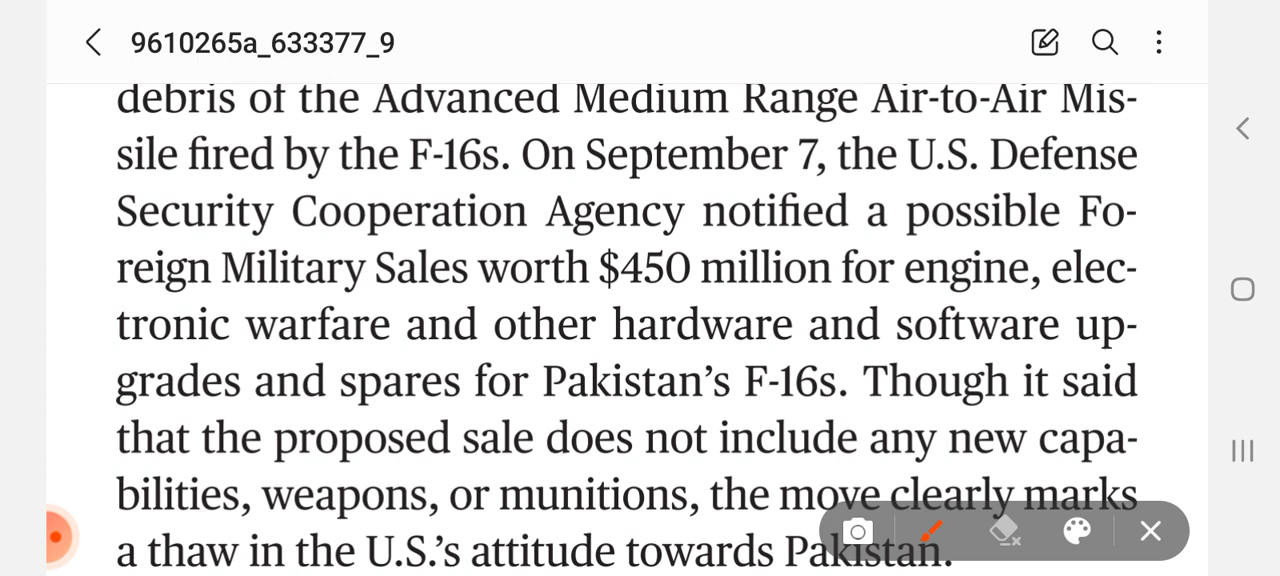 9610265a_633377_9
debris of the Advanced Medium Range Air-to-Air Mis-
sile fired by the F-16s. On September 7, the U.S. Defense
Security Cooperation Agency notified a possible Fo-
reign Military Sales worth $450 million for engine, elec-
tronic warfare and other hardware and software up-
grades and spares for Pakistan’s F-16s. Though it said
that the proposed sale does not include any new capa-
bilities, weapons, or munitions, the move clearly marks
a thaw in the U.S.’s attitude towards Pakistan.